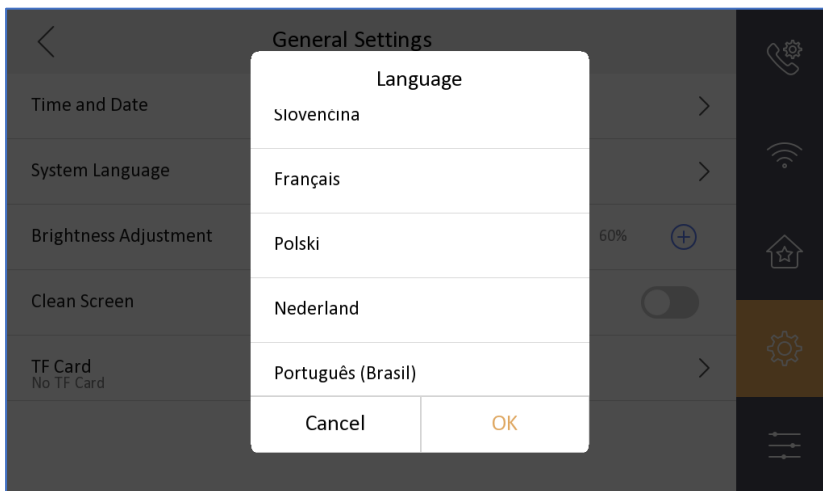 General Settings
Language
Time and Date
Slovenčina
System Language
Français
Brightness Adjustment
Polski
60%
Clean Screen
Nederland
TF Card
No TF Card
Português (Brasil)
Cancel
OK